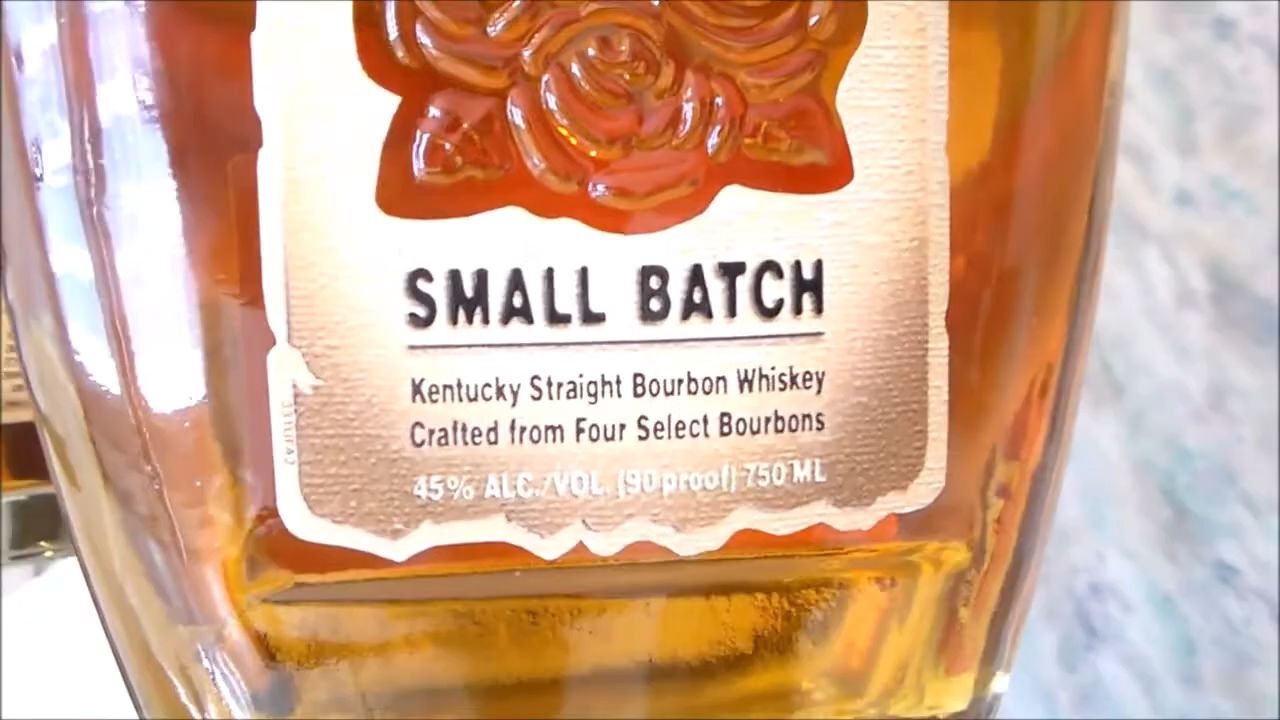 SMALL BATCH
Kentucky Straight Bourbon Whiskey
Crafted from Four Select Bourbons
45% ALC./VOL. (90 proof) 750 ML